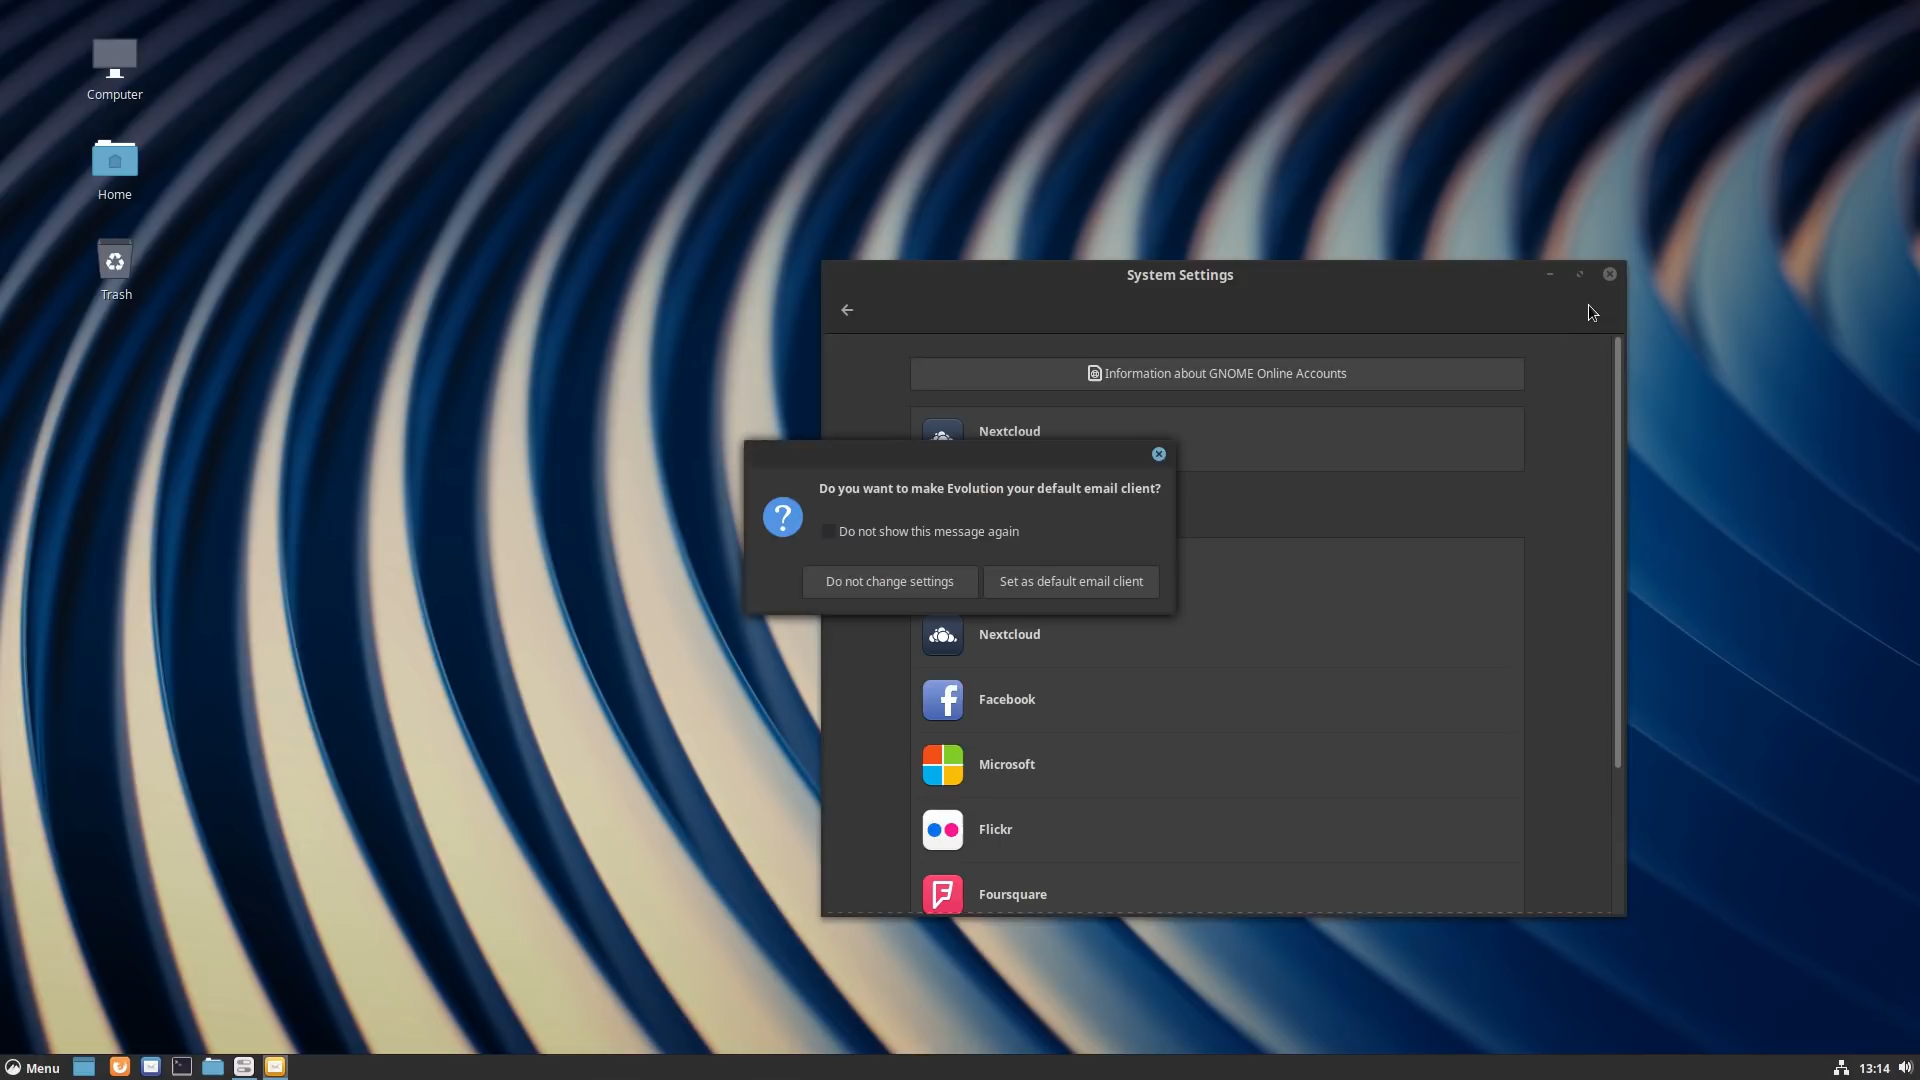 Computer
Home
Trash
System Settings
Information about GNOME Online Accounts
Nextcloud
Do you want to make Evolution your default email client?
Do not show this message again
Do not change settings
Set as default email client
Nextcloud
Facebook
Microsoft
Flickr
Foursquare
Menu
13:14